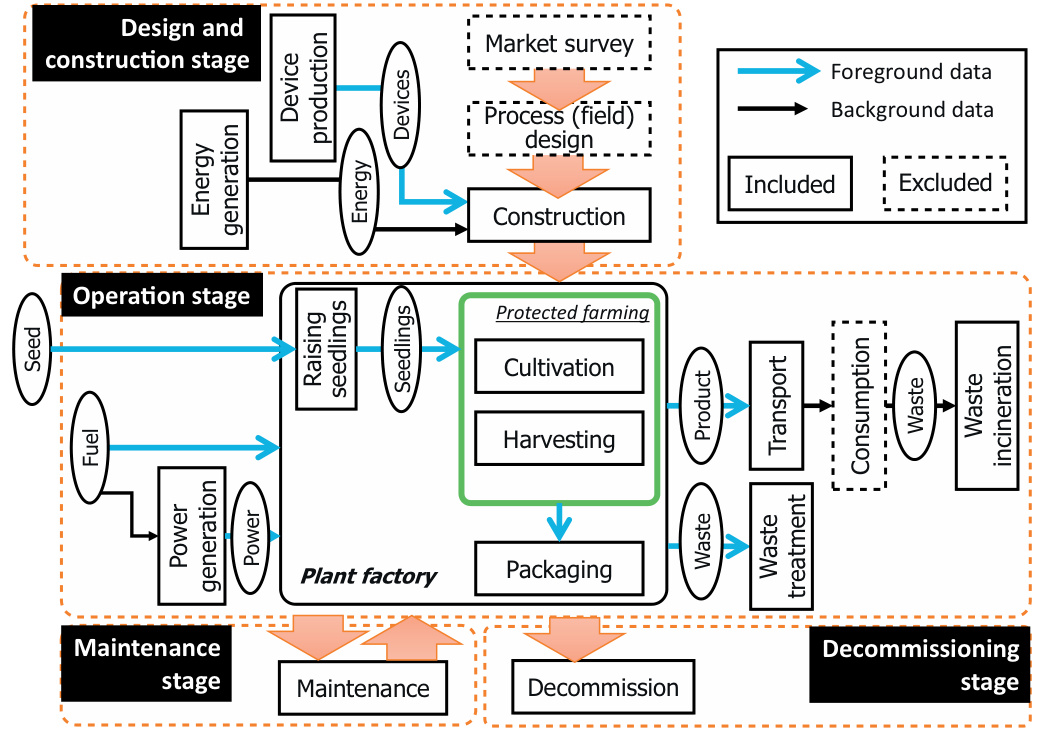 Design and
construction stage
Device
production
Devices
Energy
generation
Energy
Market survey
Process (field)
design
Construction
Foreground data
Background data
Included
Excluded
Operation stage
Seed
Raising
seedlings
Seedlings
Protected farming
Cultivation
Harvesting
Packaging
Plant factory
Fuel
Power
generation
Power
Product
Transport
Consumption
Waste
Waste
incineration
Waste
Waste
treatment
Maintenance
stage
Maintenance
Decommission
Decommissioning
stage